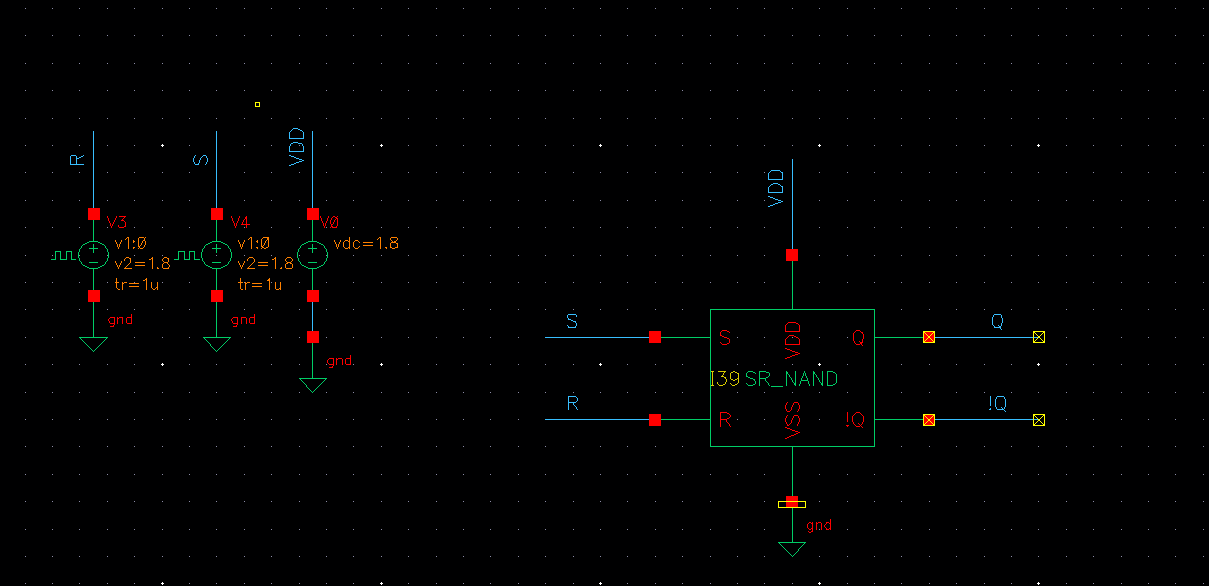 R
V3
v1:0
v2=1.8
tr=1u
gnd
S
V4
v1:0
v2=1.8
tr=1u
gnd
VDD
V0
vdc=1.8
gnd
VDD
S
R
S
R
VDD
VSS
I39 SR_NAND
Q
!Q
Q
!Q
gnd